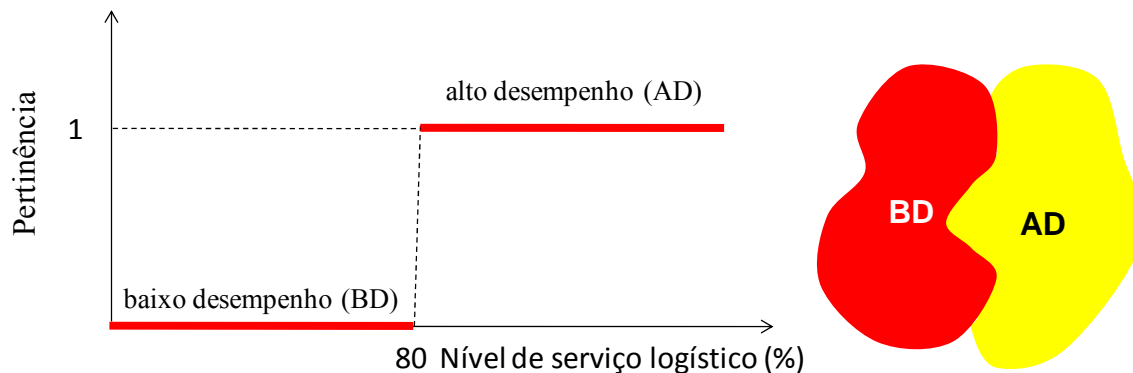 Pertinência
1
alto desempenho (AD)
baixo desempenho (BD)
80 Nível de serviço logístico (%)
BD
AD